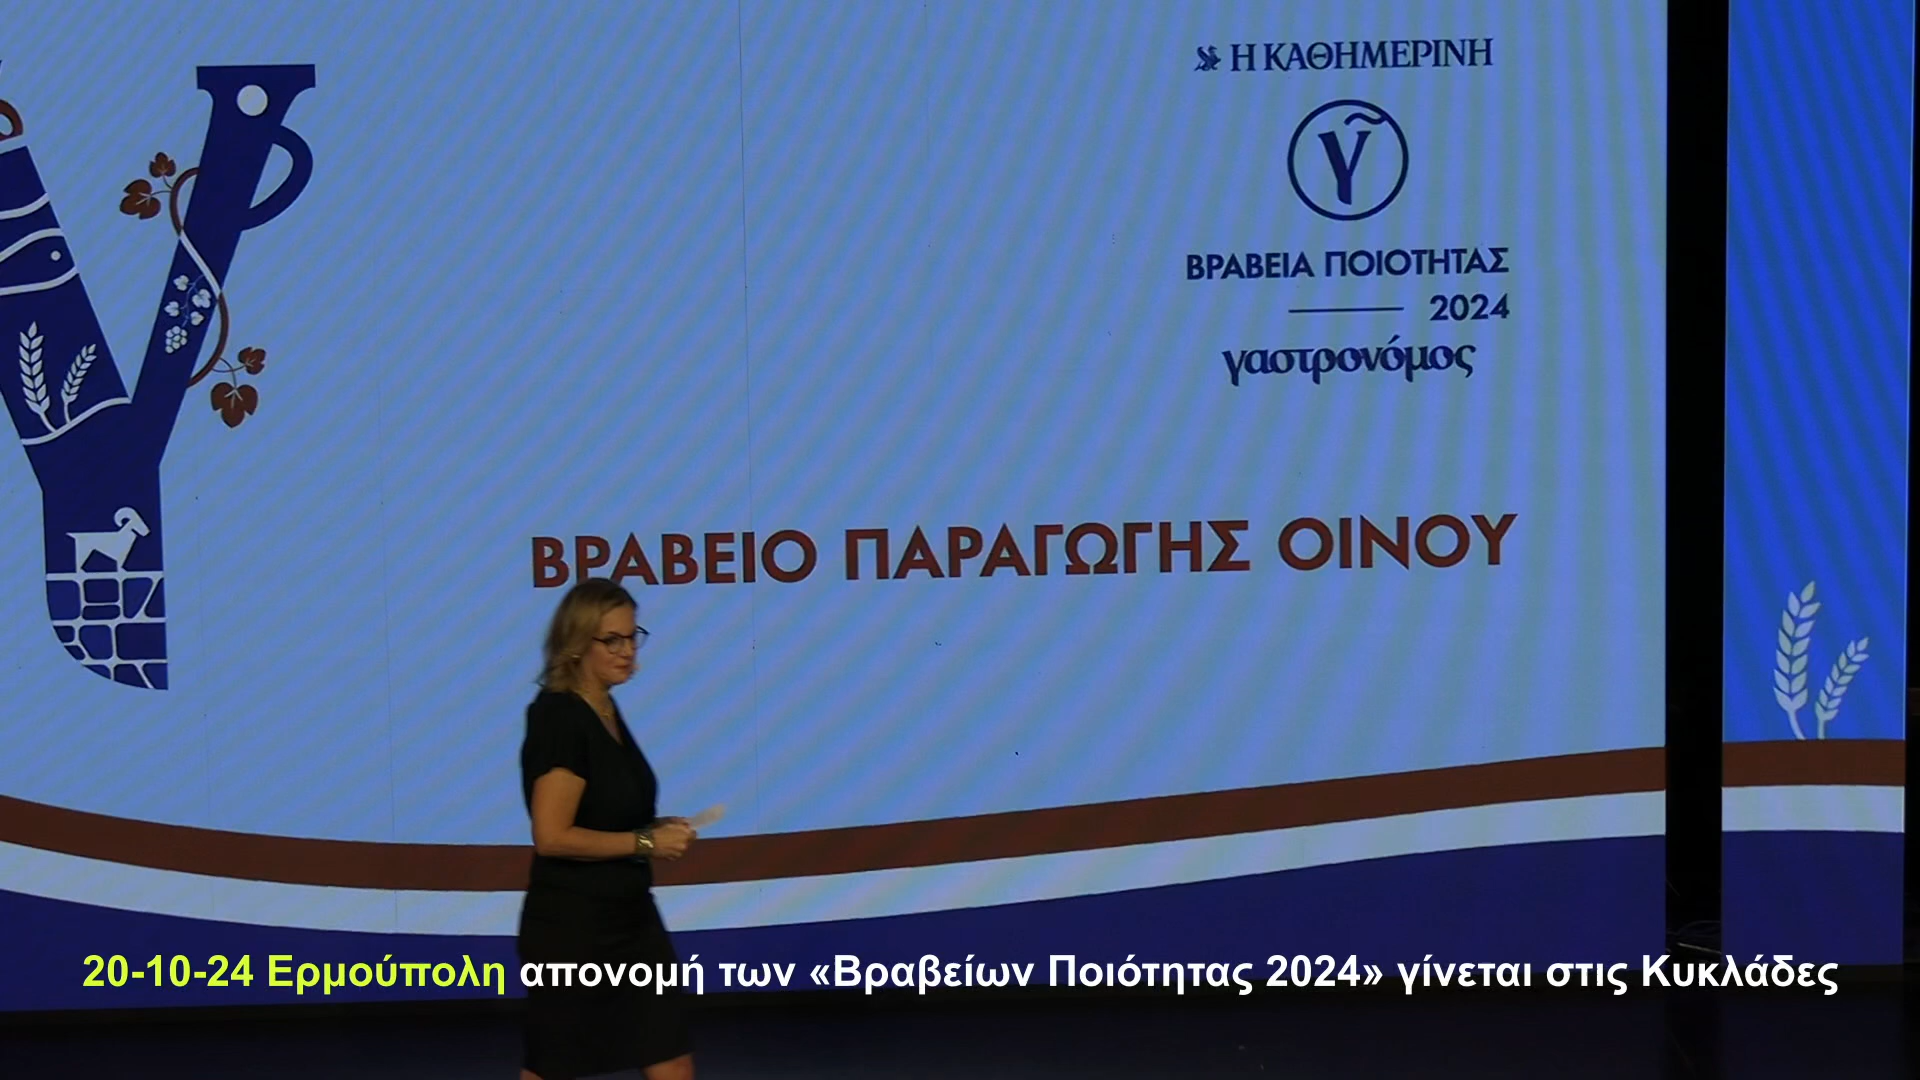 Η ΚΑΘΗΜΕΡΙΝΗ
γ
ΒΡΑΒΕΙΑ ΠΟΙΟΤΗΤΑΣ
2024
γαστρονόμος
ΒΡΑΒΕΙΟ ΠΑΡΑΓΩΓΗΣ ΟΙΝΟΥ
20-10-24 Ερμούπολη απονομή των «Βραβείων Ποιότητας 2024» γίνεται στις Κυκλάδες